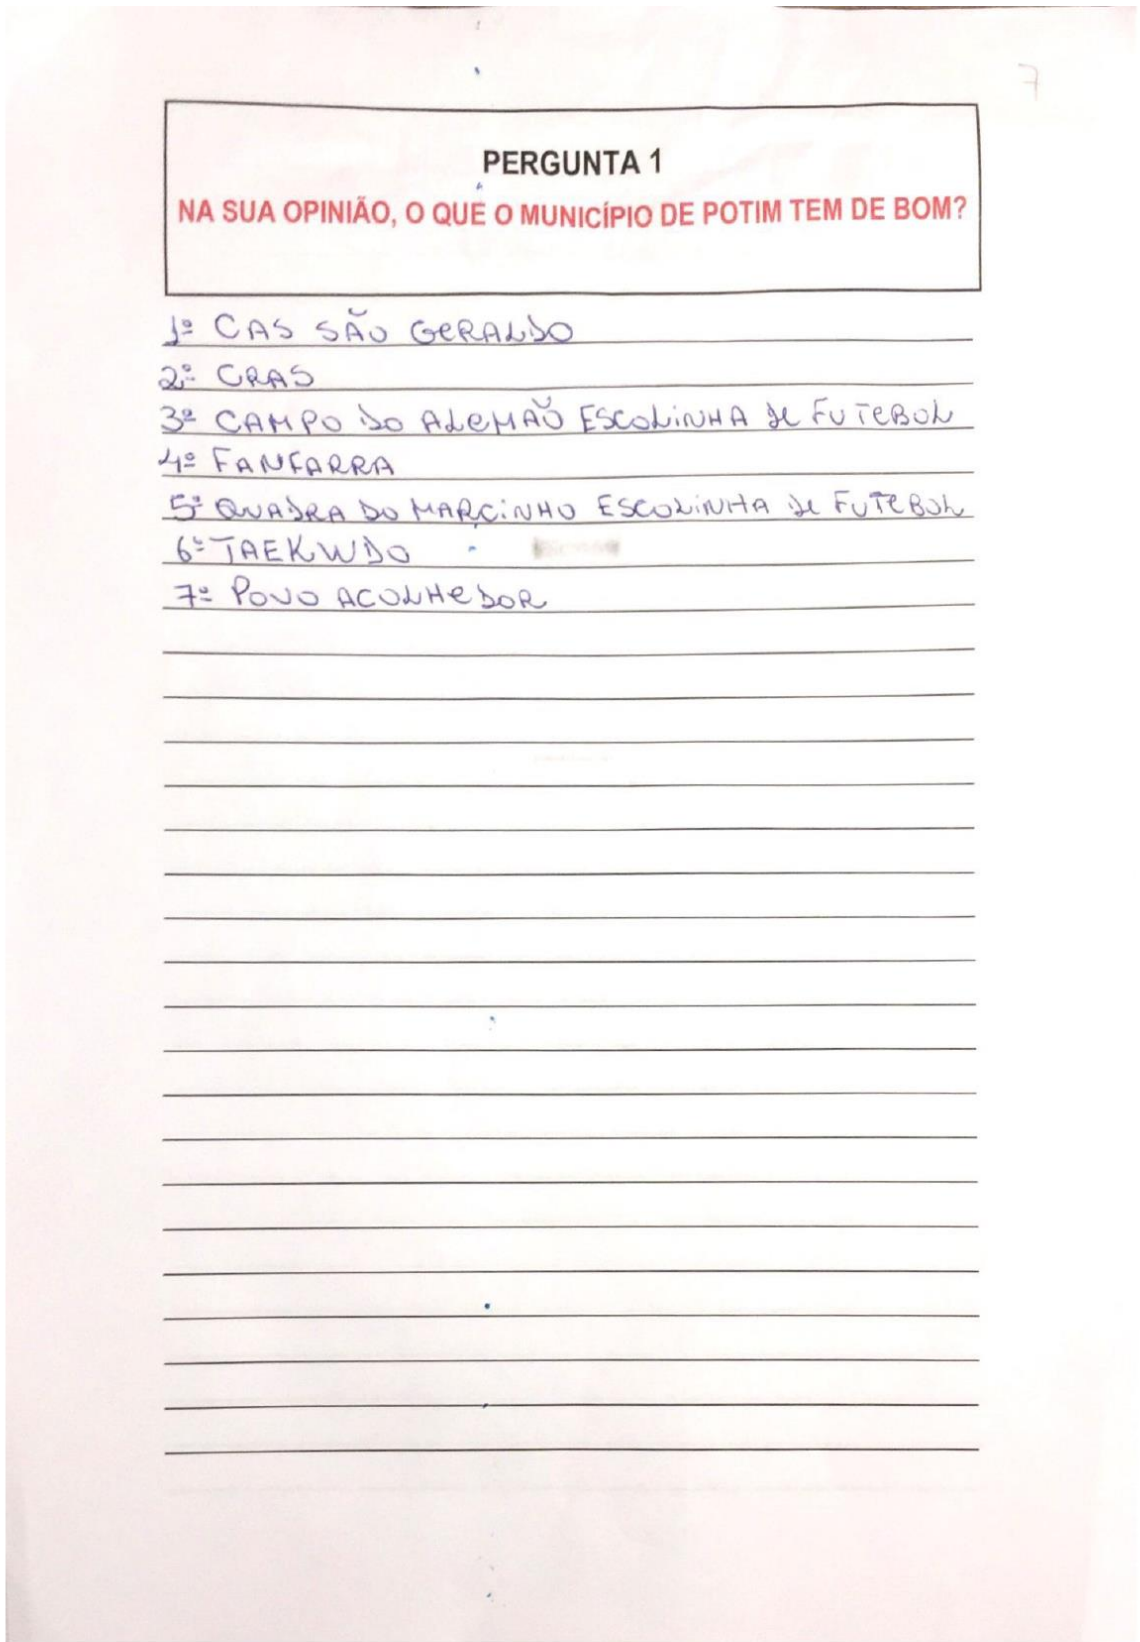 7
PERGUNTA 1
NA SUA OPINIÃO, O QUE O MUNICÍPIO DE POTIM TEM DE BOM?
1º CAS SÃO GERALDO
2º CRAS
3º CAMPO DO ALEMÃO ESCOLINHA de FUTEBOL
4º FANFARRA
5º QUADRA DO MARCINHO ESCOLINHA de FUTEBOL
6º TAEKWDO
7º POVO ACOLHEDOR